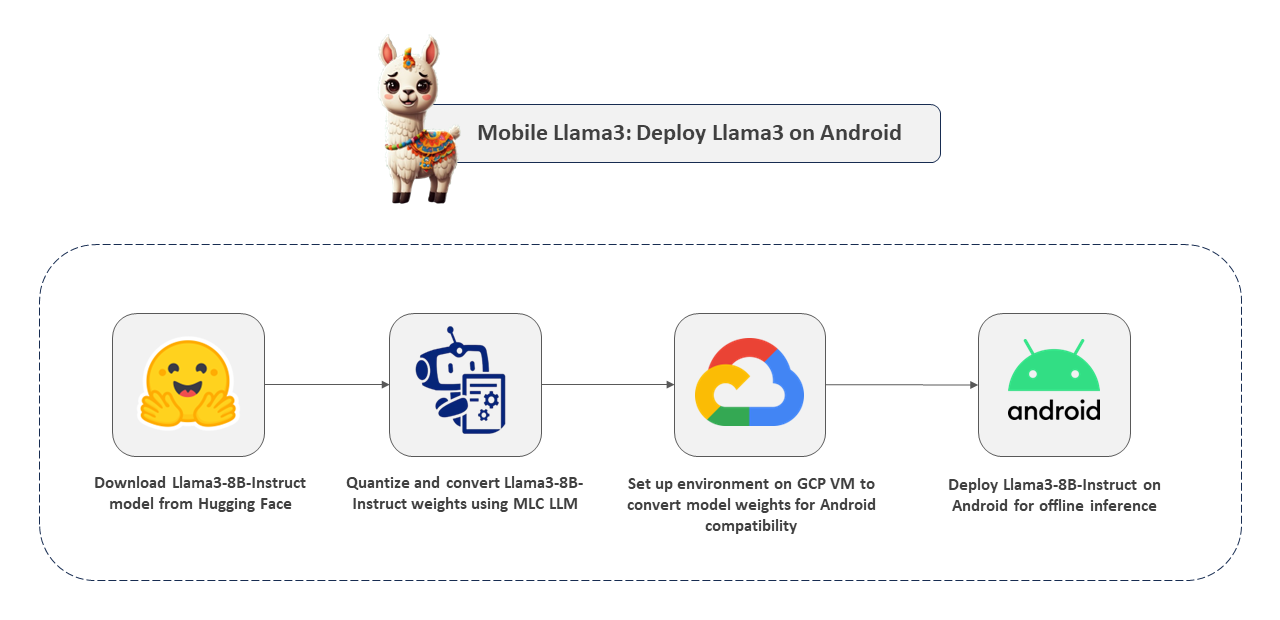 Mobile Llama3: Deploy Llama3 on Android
android
Download Llama3-8B-Instruct
model from Hugging Face
Quantize and convert Llama3-8B-
Instruct weights using MLC LLM
Set up environment on GCP VM to
convert model weights for Android
compatibility
Deploy Llama3-8B-Instruct on
Android for offline inference